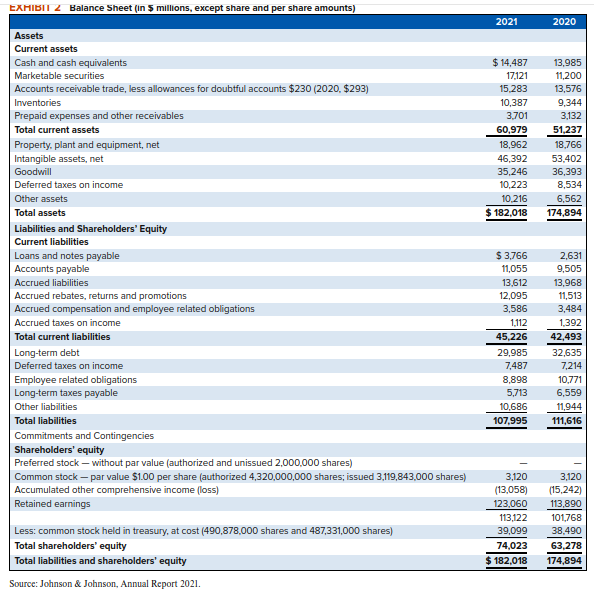 EXHIBIT 2 Balance Sheet (in $ millions, except share and per share amounts)
2021 2020
Assets
Current assets
Cash and cash equivalents $ 14,487 13,985
Marketable securities 17,121 11,200
Accounts receivable trade, less allowances for doubtful accounts $230 (2020, $293) 15,283 13,576
Inventories 10,387 9,344
Prepaid expenses and other receivables 3,701 3,132
Total current assets 60,979 51,237
Property, plant and equipment, net 18,962 18,766
Intangible assets, net 46,392 53,402
Goodwill 35,246 36,393
Deferred taxes on income 10,223 8,534
Other assets 10,216 6,562
Total assets $ 182,018 174,894
Liabilities and Shareholders' Equity
Current liabilities
Loans and notes payable $ 3,766 2,631
Accounts payable 11,055 9,505
Accrued liabilities 13,612 13,968
Accrued rebates, returns and promotions 12,095 11,513
Accrued compensation and employee related obligations 3,586 3,484
Accrued taxes on income 1,112 1,392
Total current liabilities 45,226 42,493
Long-term debt 29,985 32,635
Deferred taxes on income 7,487 7,214
Employee related obligations 8,898 10,771
Long-term taxes payable 5,713 6,559
Other liabilities 10,686 11,944
Total liabilities 107,995 111,616
Commitments and Contingencies
Shareholders' equity
Preferred stock — without par value (authorized and unissued 2,000,000 shares) — —
Common stock — par value $1.00 per share (authorized 4,320,000,000 shares; issued 3,119,843,000 shares) 3,120 3,120
Accumulated other comprehensive income (loss) (13,058) (15,242)
Retained earnings 123,060 113,890
113,122 101,768
Less: common stock held in treasury, at cost (490,878,000 shares and 487,331,000 shares) 39,099 38,490
Total shareholders' equity 74,023 63,278
Total liabilities and shareholders' equity $ 182,018 174,894
Source: Johnson & Johnson, Annual Report 2021.